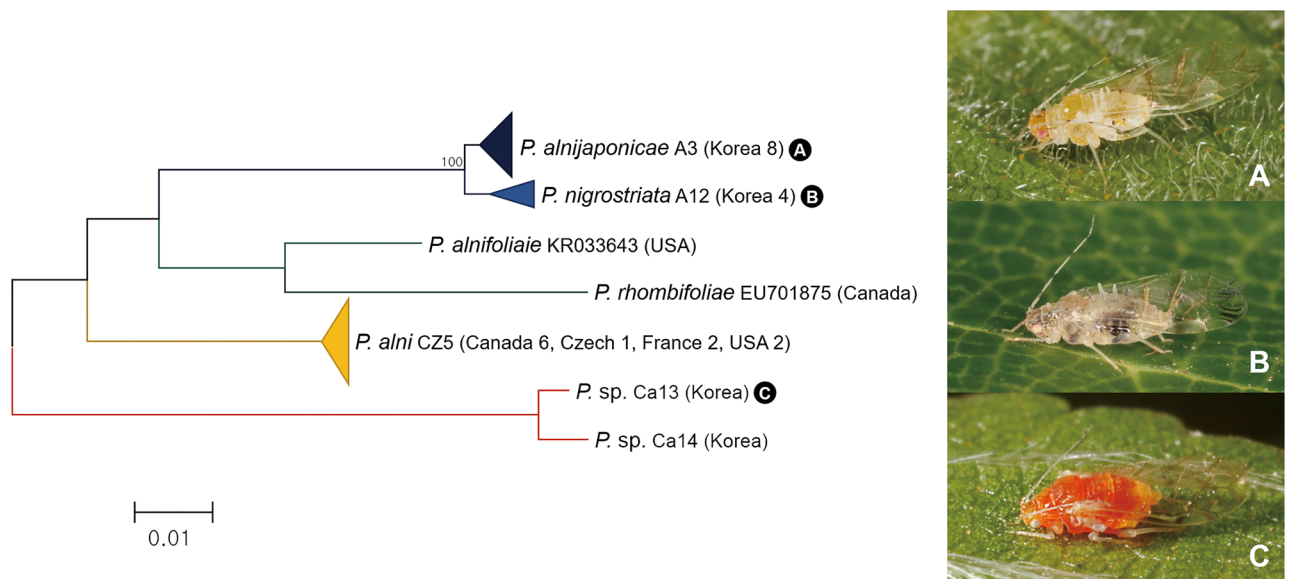 100
P. alnijaponicae A3 (Korea 8) A
P. nigrostriata A12 (Korea 4) B
P. alnifoliaie KR033643 (USA)
P. rhombifoliae EU701875 (Canada)
P. alni CZ5 (Canada 6, Czech 1, France 2, USA 2)
P. sp. Ca13 (Korea) C
P. sp. Ca14 (Korea)
0.01
A
B
C